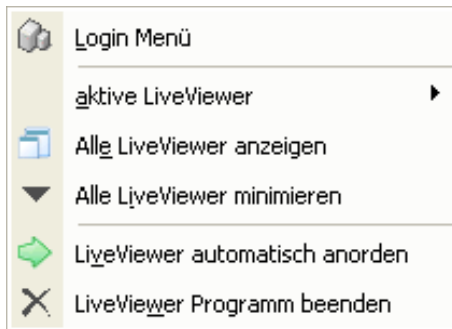 Login Menü
aktive LiveViewer
Alle LiveViewer anzeigen
Alle LiveViewer minimieren
LiveViewer automatisch anorden
LiveViewer Programm beenden